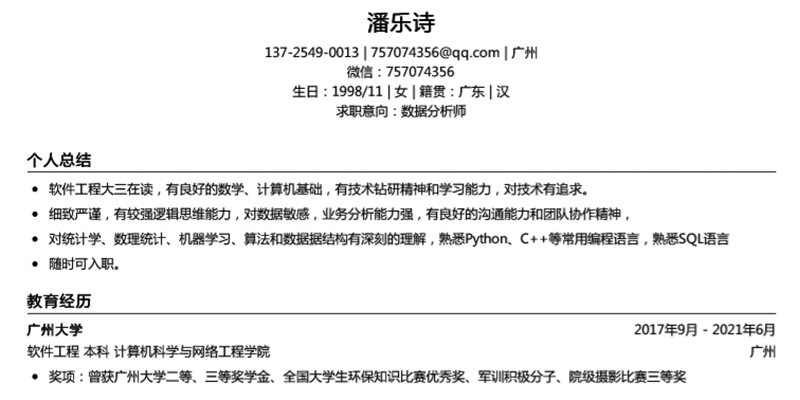 潘乐诗
137-2549-0013 | 757074356@qq.com | 广州
微信：757074356
生日：1998/11 | 女 | 籍贯：广东 | 汉
求职意向：数据分析师
个人总结
• 软件工程大三在读，有良好的数学、计算机基础，有技术钻研精神和学习能力，对技术有追求。
• 细致严谨，有较强逻辑思维能力，对数据敏感，业务分析能力强，有良好的沟通能力和团队协作精神，
• 对统计学、数理统计、机器学习、算法和数据据结构有深刻的理解，熟悉Python、C++等常用编程语言，熟悉SQL语言
• 随时可入职。
教育经历
广州大学 2017年9月 - 2021年6月
软件工程 本科 计算机科学与网络工程学院 广州
• 奖项：曾获广州大学二等、三等奖学金、全国大学生环保知识比赛优秀奖、军训积极分子、院级摄影比赛三等奖